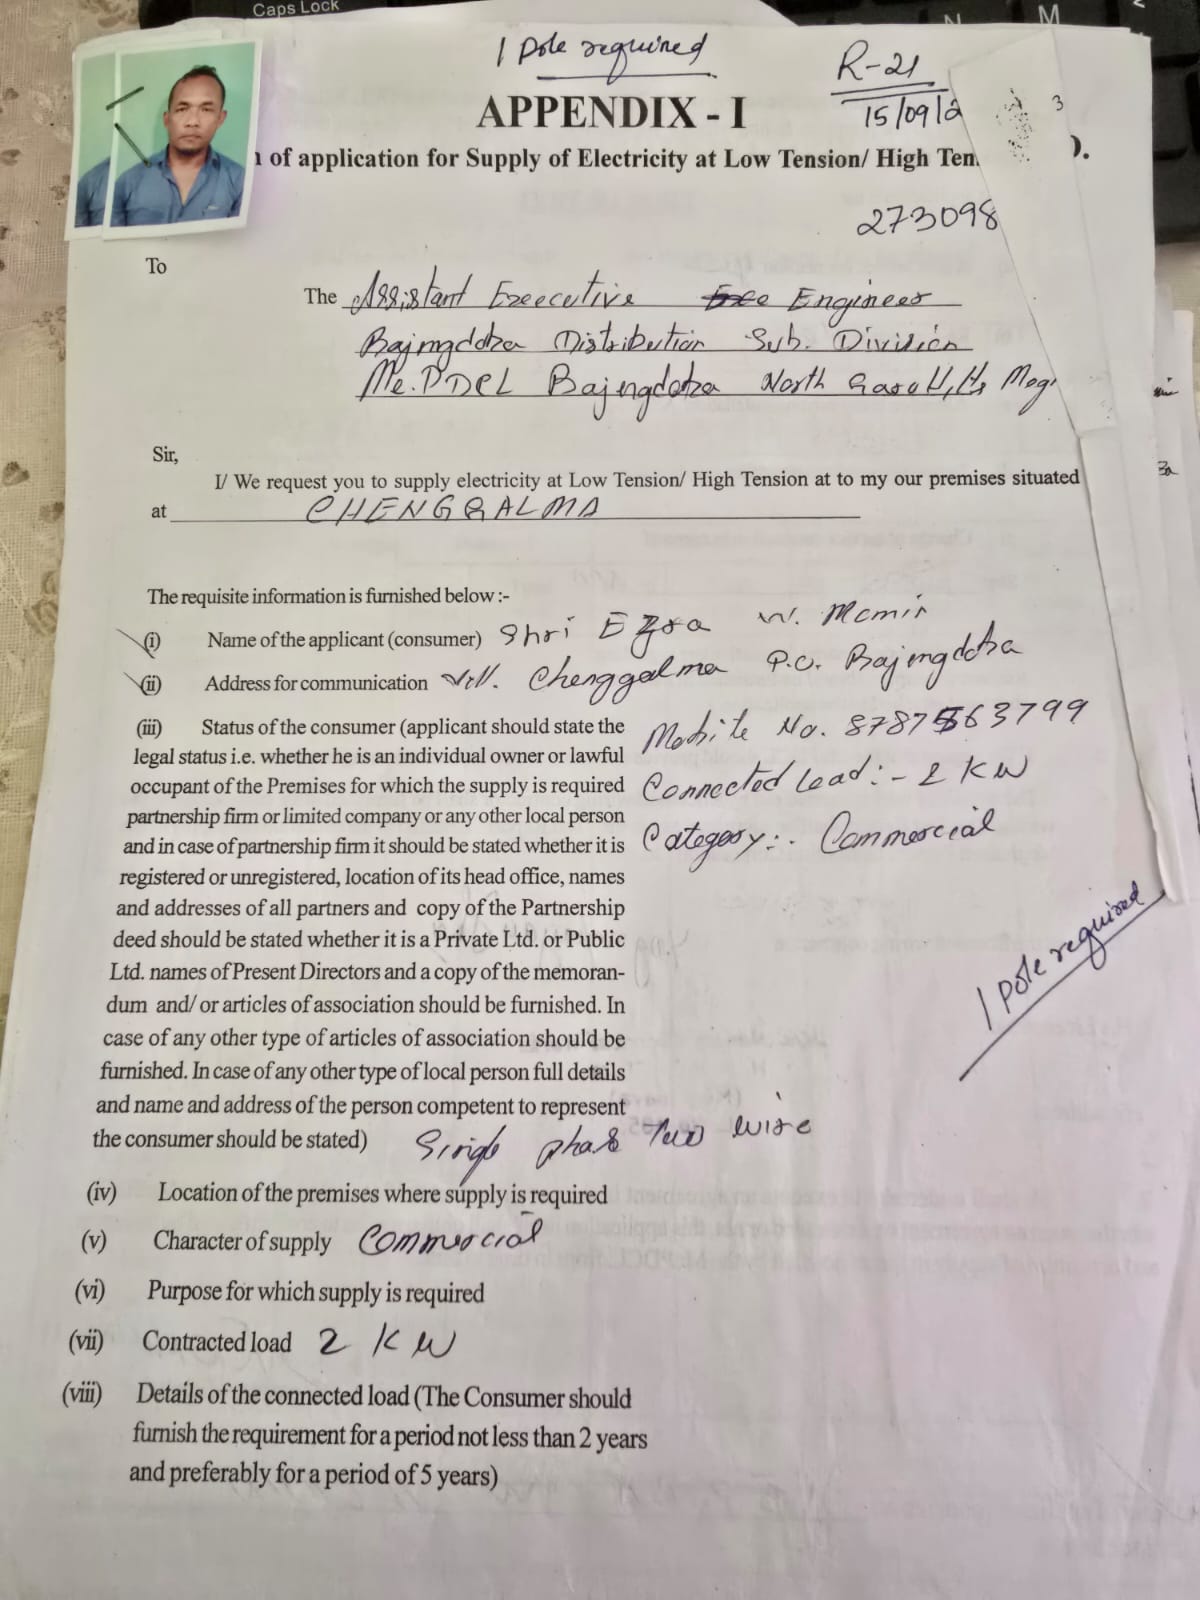 Caps Lock
N
M
1 Pole required
R-21
15/09/2
3
APPENDIX - I
of application for Supply of Electricity at Low Tension/ High Ten
273098
To
The Assistant Executive Engineer
Bajengdoba Distribution Sub. Division
Me.PDCL Bajengdoba North Garo Hills Meg
Sir,
I/ We request you to supply electricity at Low Tension/ High Tension at to my our premises situated
at CHENGGALMA
The requisite information is furnished below :-
(i) Name of the applicant (consumer) Shri Ezra W. Momin
(ii) Address for communication Vill. Chenggalma P.O. Bajengdoba
(iii) Status of the consumer (applicant should state the
Mobile No. 8787563799
legal status i.e. whether he is an individual owner or lawful
occupant of the Premises for which the supply is required
Connected Load:- 2 KW
partnership firm or limited company or any other local person
and in case of partnership firm it should be stated whether it is
Category:- Commercial
registered or unregistered, location of its head office, names
and addresses of all partners and copy of the Partnership
deed should be stated whether it is a Private Ltd. or Public
Ltd. names of Present Directors and a copy of the memoran-
1 Pole required
dum and/ or articles of association should be furnished. In
case of any other type of articles of association should be
furnished. In case of any other type of local person full details
and name and address of the person competent to represent
the consumer should be stated) Single phase two wire
(iv) Location of the premises where supply is required
(v) Character of supply Commercial
(vi) Purpose for which supply is required
(vii) Contracted load 2 KW
(viii) Details of the connected load (The Consumer should
furnish the requirement for a period not less than 2 years
and preferably for a period of 5 years)